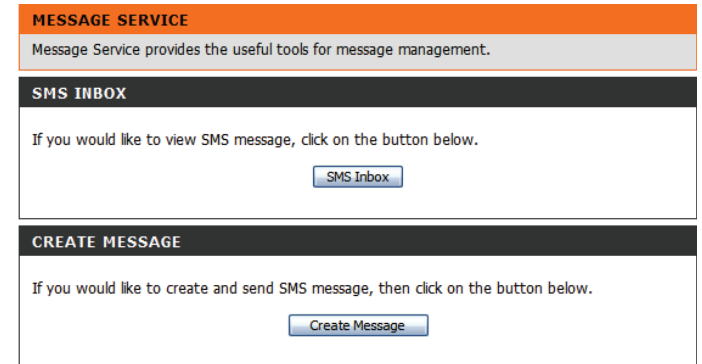 MESSAGE SERVICE
Message Service provides the useful tools for message management.
SMS INBOX
If you would like to view SMS message, click on the button below.
SMS Inbox
CREATE MESSAGE
If you would like to create and send SMS message, then click on the button below.
Create Message